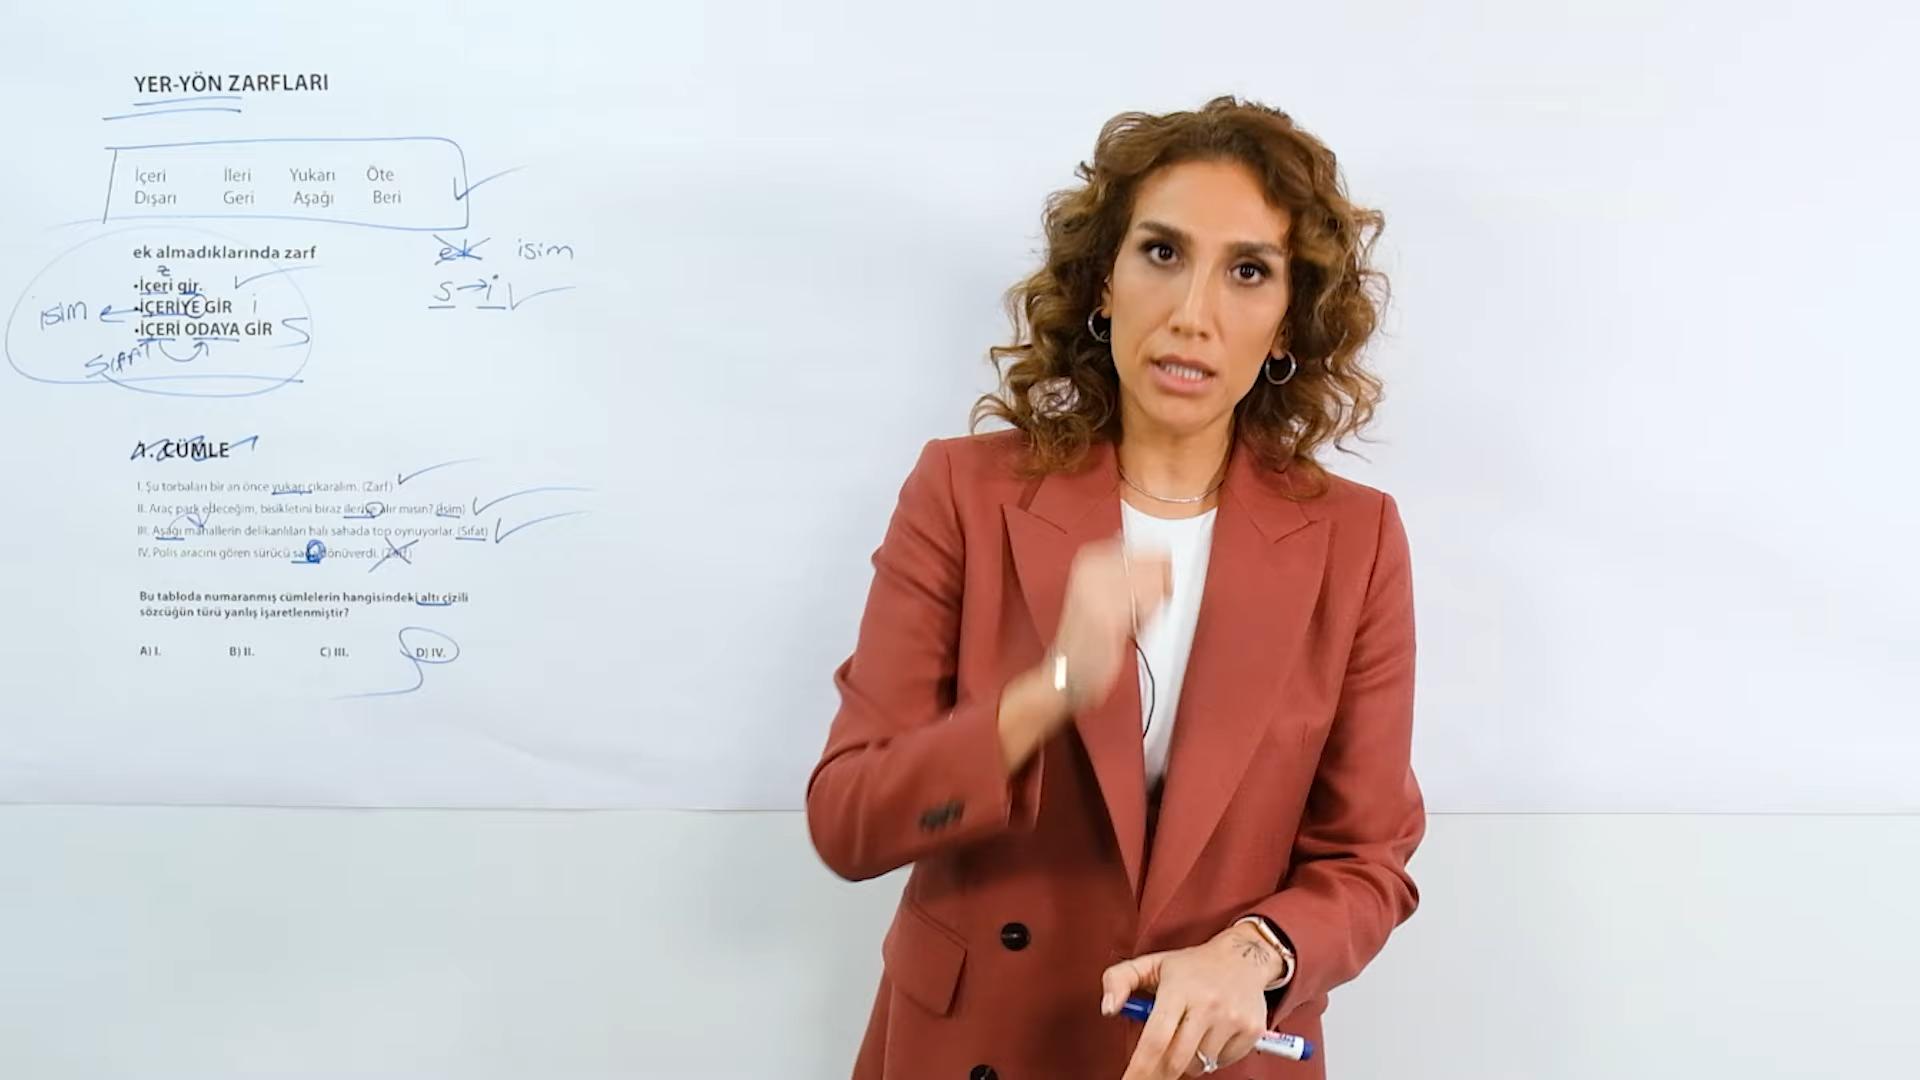 YER-YÖN ZARFLARI
İçeri İleri Yukarı Öte
Dışarı Geri Aşağı Beri
ek almadıklarında zarf
ek isim
z
•İçeri gir.
s → i
isim
•İÇERİYE GİR i
•İÇERİ ODAYA GİR S
SIFAT
1. CÜMLE
I. Şu torbaları bir an önce yukarı çıkaralım. (Zarf)
II. Araç park edeceğim, bisikletini biraz ileriye alır mısın? (İsim)
III. Aşağı mahallerin delikanlıları halı sahada top oynuyorlar. (Sıfat)
IV. Polis aracını gören sürücü sağa dönüverdi. (Zarf)
Bu tabloda numaranmış cümlelerin hangisindeki altı çizili
sözcüğün türü yanlış işaretlenmiştir?
A) I. B) II. C) III. D) IV.